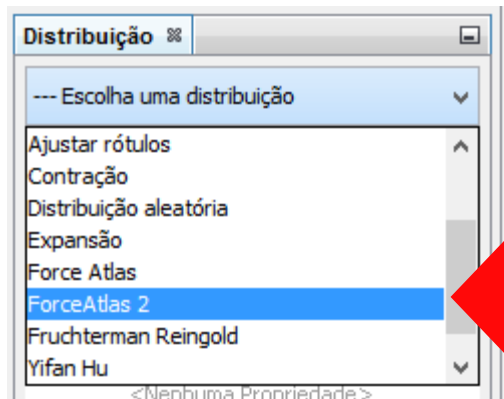 Distribuição
--- Escolha uma distribuição
Ajustar rótulos
Contração
Distribuição aleatória
Expansão
Force Atlas
ForceAtlas 2
Fruchterman Reingold
Yifan Hu
<Nenhuma Propriedade>